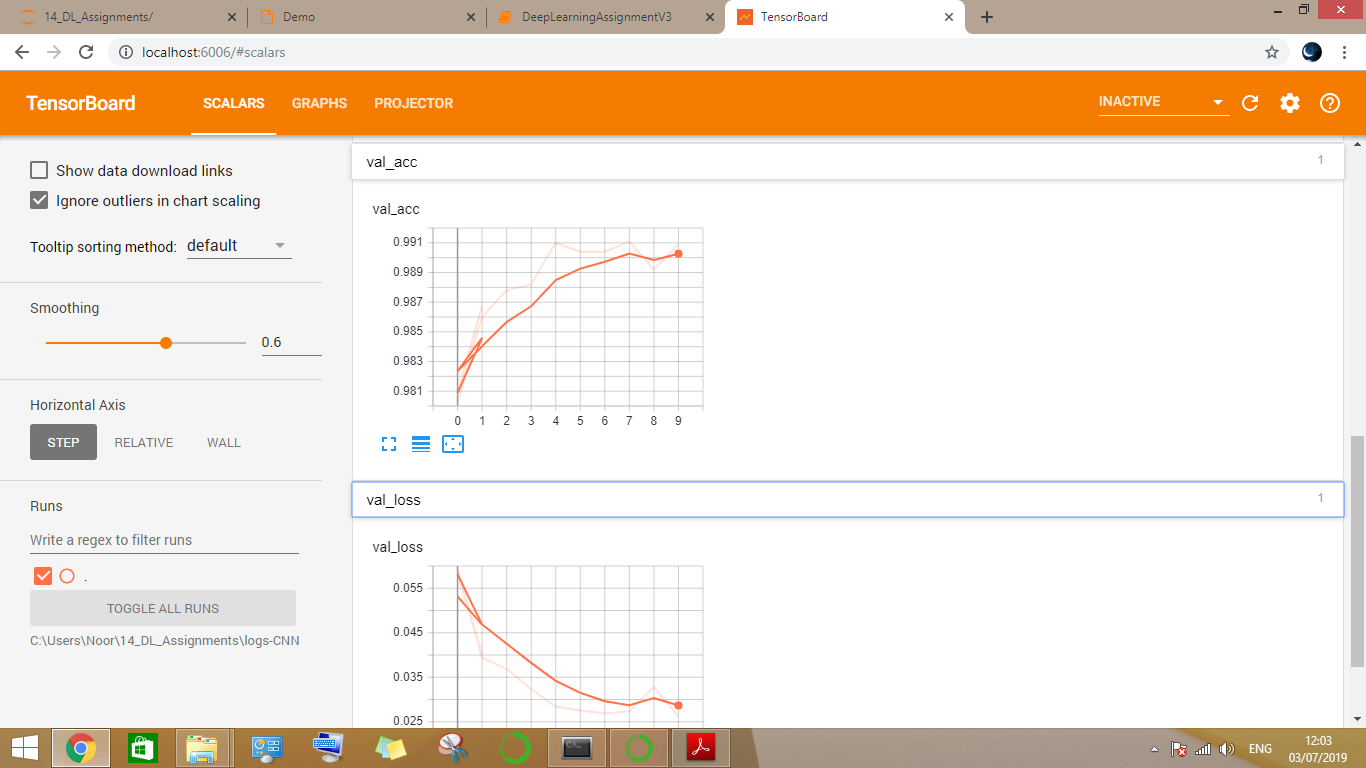 14_DL_Assignments/
Demo
DeepLearningAssignmentV3
TensorBoard
localhost:6006/#scalars
TensorBoard
SCALARS
GRAPHS
PROJECTOR
INACTIVE
Show data download links
Ignore outliers in chart scaling
Tooltip sorting method: default
Smoothing
0.6
Horizontal Axis
STEP
RELATIVE
WALL
Runs
Write a regex to filter runs
.
TOGGLE ALL RUNS
C:\Users\Noor\14_DL_Assignments\logs-CNN
val_acc 1
val_acc
0.991
0.989
0.987
0.985
0.983
0.981
0 1 2 3 4 5 6 7 8 9
val_loss 1
val_loss
0.055
0.045
0.035
0.025
ENG
12:03
03/07/2019